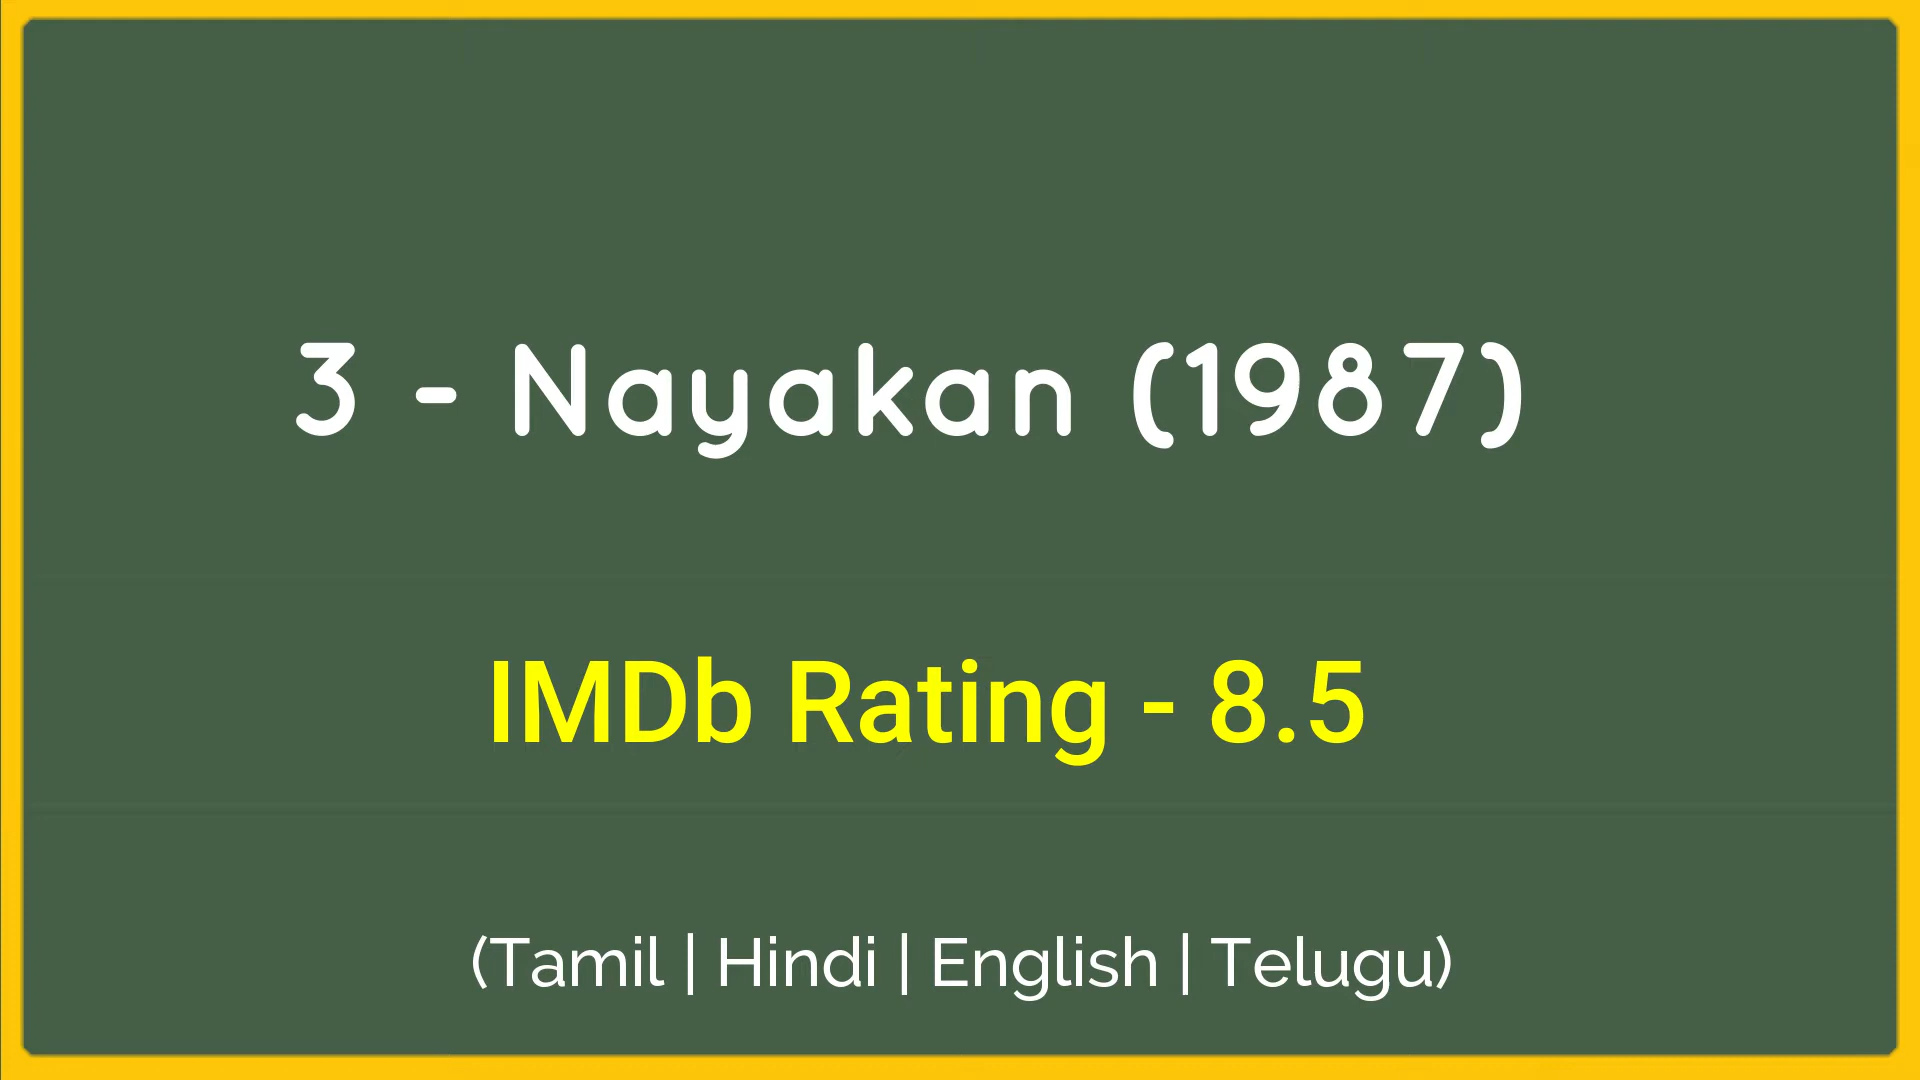 3 - Nayakan (1987)
IMDb Rating - 8.5
(Tamil | Hindi | English | Telugu)